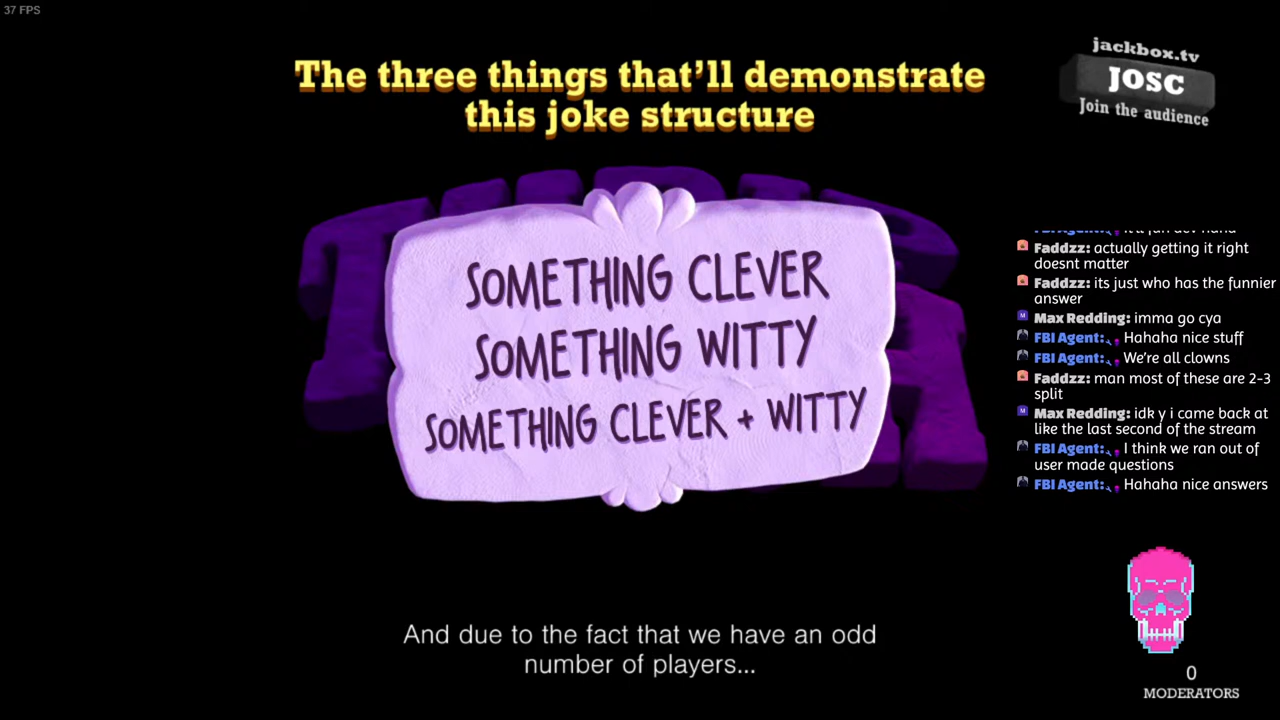 37 FPS
The three things that'll demonstrate
this joke structure
jackbox.tv
JOSC
Join the audience
SOMETHING CLEVER
SOMETHING WITTY
SOMETHING CLEVER + WITTY
Faddzz: actually getting it right
doesnt matter
Faddzz: its just who has the funnier
answer
Max Redding: imma go cya
FBI Agent: Hahaha nice stuff
FBI Agent: We're all clowns
Faddzz: man most of these are 2-3
split
Max Redding: idk y i came back at
like the last second of the stream
FBI Agent: I think we ran out of
user made questions
FBI Agent: Hahaha nice answers
And due to the fact that we have an odd
number of players...
0
MODERATORS